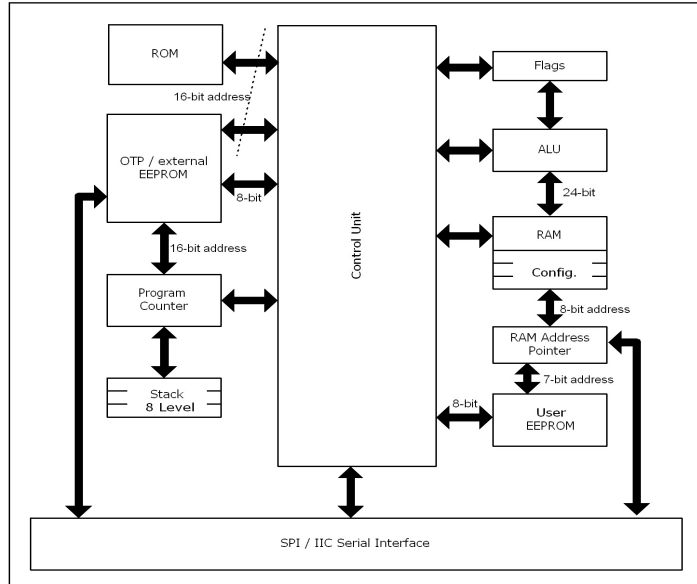 ROM
16-bit address
OTP / external
EEPROM
8-bit
16-bit address
Program
Counter
Stack
8 Level
Control Unit
Flags
ALU
24-bit
RAM
Config.
8-bit address
RAM Address
Pointer
7-bit address
8-bit
User
EEPROM
SPI / IIC Serial Interface